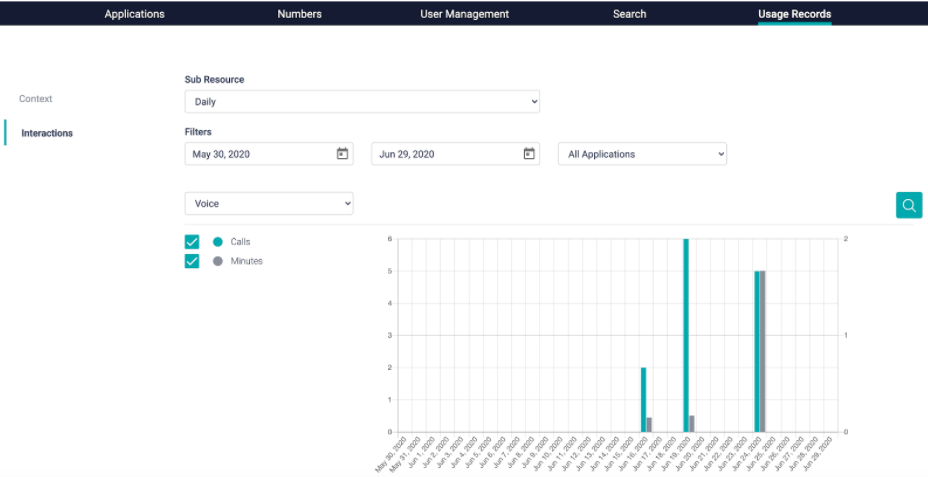 Applications Numbers User Management Search Usage Records
Context
Interactions
Sub Resource
Daily
Filters
May 30, 2020 Jun 29, 2020 All Applications
Voice
Calls
Minutes
6 2
5
4
3 1
2
1
0 0
May 30, 2020
May 31, 2020
Jun 1, 2020
Jun 2, 2020
Jun 3, 2020
Jun 4, 2020
Jun 5, 2020
Jun 6, 2020
Jun 7, 2020
Jun 8, 2020
Jun 9, 2020
Jun 10, 2020
Jun 11, 2020
Jun 12, 2020
Jun 13, 2020
Jun 14, 2020
Jun 15, 2020
Jun 16, 2020
Jun 17, 2020
Jun 18, 2020
Jun 19, 2020
Jun 20, 2020
Jun 21, 2020
Jun 22, 2020
Jun 23, 2020
Jun 24, 2020
Jun 25, 2020
Jun 26, 2020
Jun 27, 2020
Jun 28, 2020
Jun 29, 2020